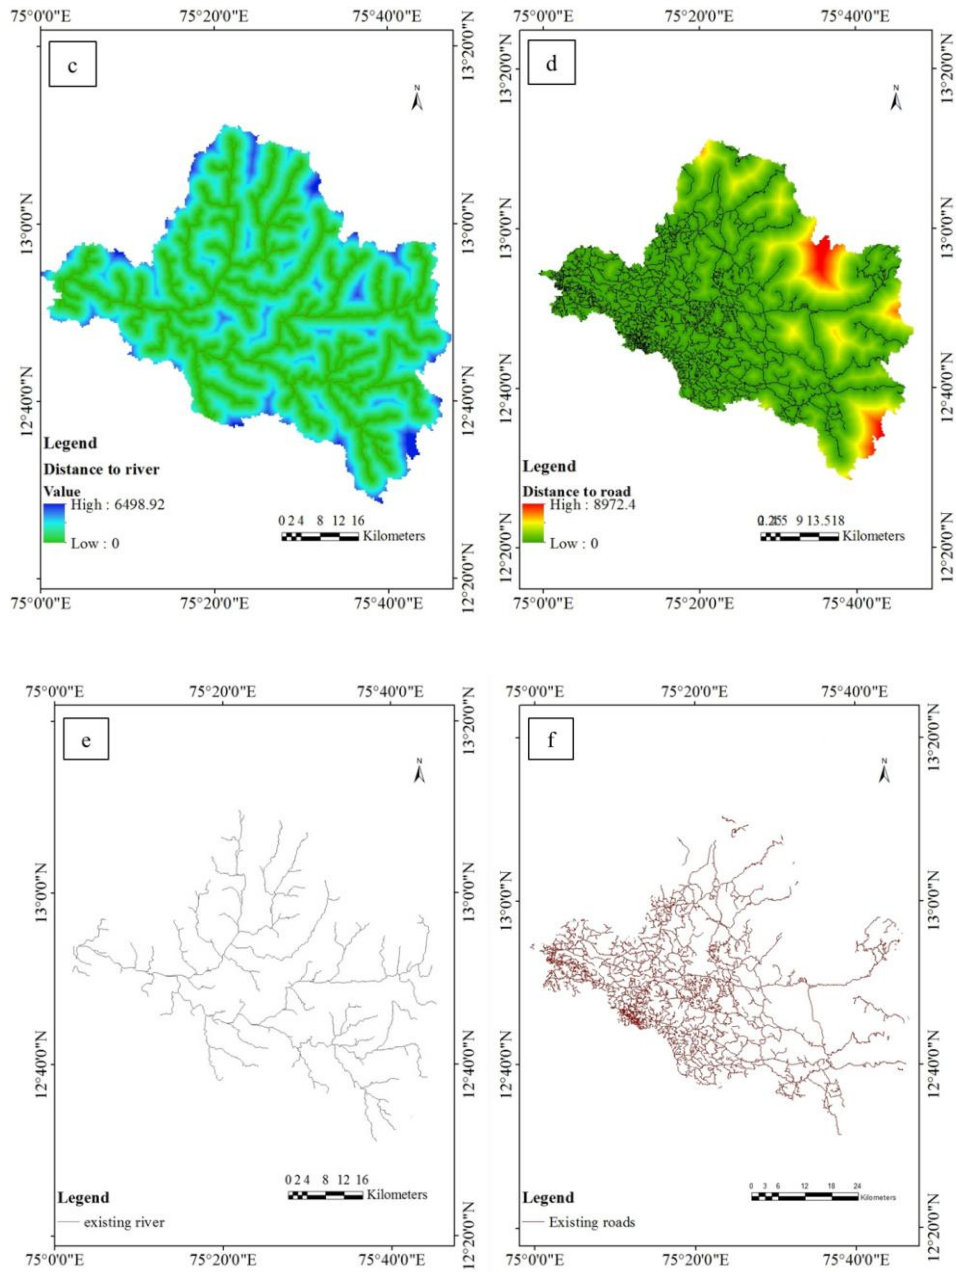 75°0'0"E 75°20'0"E 75°40'0"E
c
N
13°20'0"N
13°0'0"N
12°40'0"N
12°20'0"N
Legend
Distance to river
Value
High : 6498.92
Low : 0
0 2 4 8 12 16
Kilometers
75°0'0"E 75°20'0"E 75°40'0"E
75°0'0"E 75°20'0"E 75°40'0"E
13°20'0"N
13°0'0"N
12°40'0"N
12°20'0"N
d
N
13°20'0"N
13°0'0"N
12°40'0"N
12°20'0"N
Legend
Distance to road
High : 8972.4
Low : 0
9 13.518
Kilometers
75°0'0"E 75°20'0"E 75°40'0"E
75°0'0"E 75°20'0"E 75°40'0"E
e
N
13°20'0"N
13°0'0"N
12°40'0"N
12°20'0"N
Legend
existing river
0 2 4 8 12 16
Kilometers
75°0'0"E 75°20'0"E 75°40'0"E
75°0'0"E 75°20'0"E 75°40'0"E
13°20'0"N
13°0'0"N
12°40'0"N
12°20'0"N
f
N
13°20'0"N
13°0'0"N
12°40'0"N
12°20'0"N
Legend
Existing roads
0 3 6 12 18 24
Kilometers
75°0'0"E 75°20'0"E 75°40'0"E